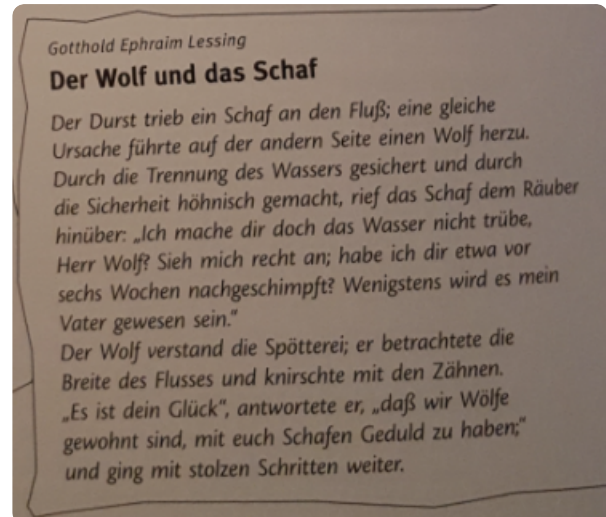 Gotthold Ephraim Lessing
Der Wolf und das Schaf
Der Durst trieb ein Schaf an den Fluß; eine gleiche
Ursache führte auf der andern Seite einen Wolf herzu.
Durch die Trennung des Wassers gesichert und durch
die Sicherheit höhnisch gemacht, rief das Schaf dem Räuber
hinüber: „Ich mache dir doch das Wasser nicht trübe,
Herr Wolf? Sieh mich recht an; habe ich dir etwa vor
sechs Wochen nachgeschimpft? Wenigstens wird es mein
Vater gewesen sein.“
Der Wolf verstand die Spötterei; er betrachtete die
Breite des Flusses und knirschte mit den Zähnen.
„Es ist dein Glück“, antwortete er, „daß wir Wölfe
gewohnt sind, mit euch Schafen Geduld zu haben;“
und ging mit stolzen Schritten weiter.